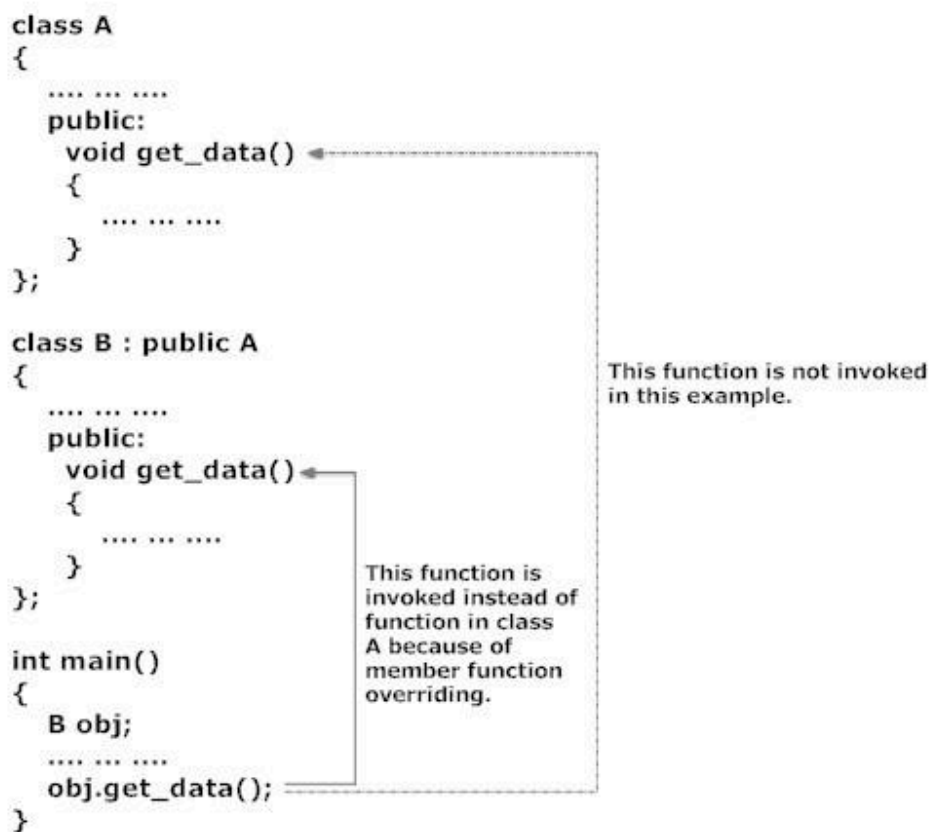 class A
{
.... ... ....
public:
void get_data()
{
.... ... ....
}
};
class B : public A
{
.... ... ....
public:
void get_data()
{
.... ... ....
}
};
int main()
{
B obj;
.... ... ....
obj.get_data();
}
This function is not invoked
in this example.
This function is
invoked instead of
function in class
A because of
member function
overriding.